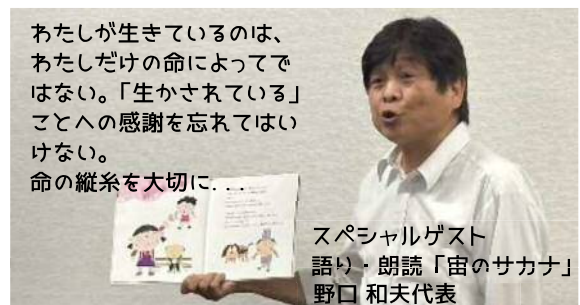 わたしが生きているのは、
わたしだけの命によってで
はない。「生かされている」
ことへの感謝を忘れてはい
けない。
命の縦糸を大切に...
スペシャルゲスト
語り・朗読「宙のサカナ」
野口 和夫代表